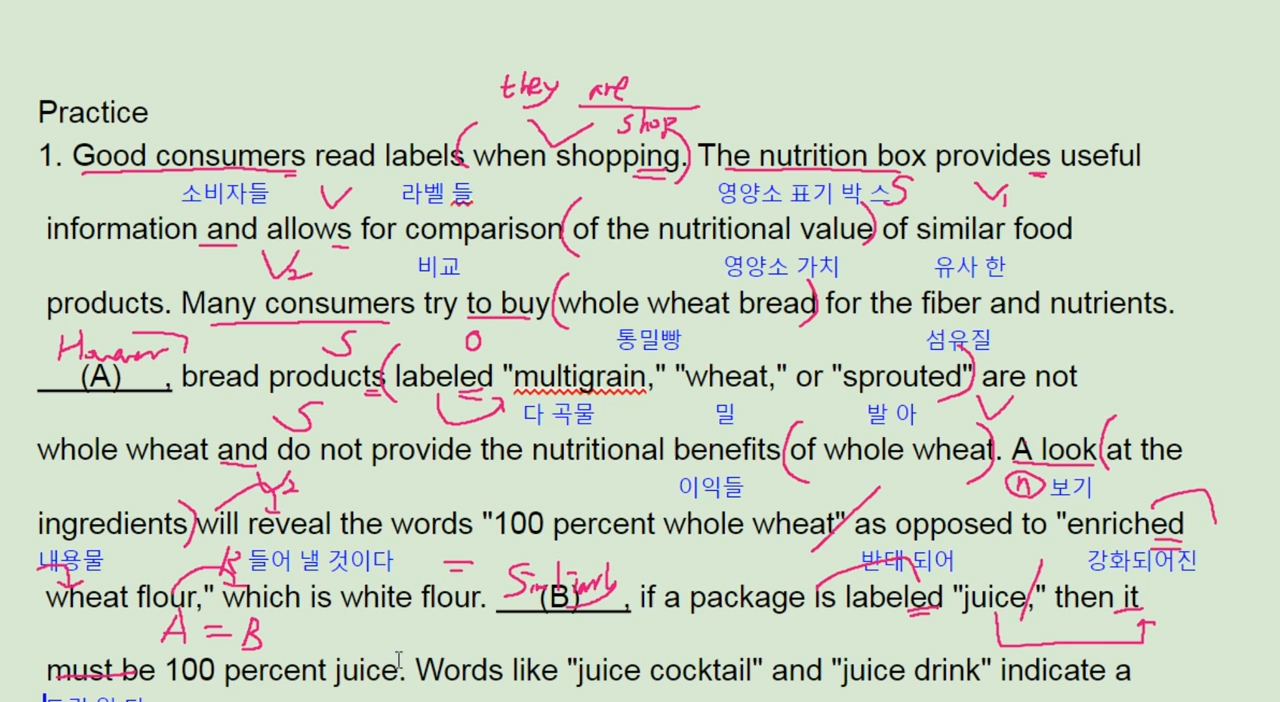 they are
shop
Practice
1. Good consumers read labels when shopping. The nutrition box provides useful
소비자들 V 라벨 들 영양소 표기 박 스 S V1
information and allows for comparison of the nutritional value of similar food
V2 비교 영양소 가치 유사 한
products. Many consumers try to buy whole wheat bread for the fiber and nutrients.
However S O 통밀빵 섬유질
(A) , bread products labeled "multigrain," "wheat," or "sprouted" are not
S 다 곡물 밀 발 아 V
whole wheat and do not provide the nutritional benefits of whole wheat. A look at the
V2 이익들 n 보기
ingredients will reveal the words "100 percent whole wheat" as opposed to "enriched
내용물 들어 낼 것이다 = 반대 되어 강화되어진
wheat flour," which is white flour. Similarly (B) , if a package is labeled "juice," then it
A = B
must be 100 percent juice. Words like "juice cocktail" and "juice drink" indicate a